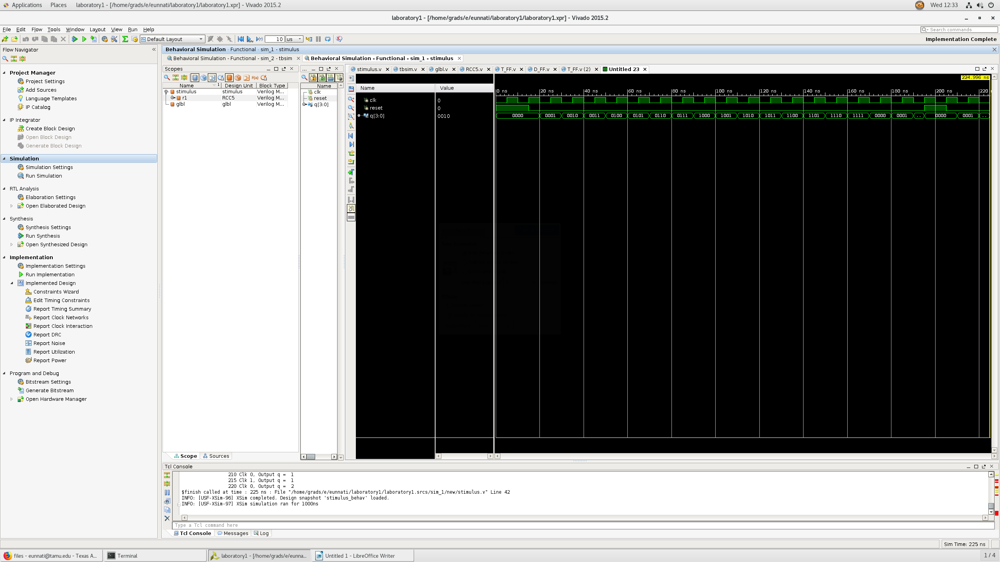 Applications Places laboratory1 - [/home/grads/e/eunnati/laboratory1/laboratory1.xpr] - Vivado 2015.2 Wed 12:33
laboratory1 - [/home/grads/e/eunnati/laboratory1/laboratory1.xpr] - Vivado 2015.2
File Edit Flow Tools Window Layout View Run Help Search commands
Default Layout 10 us Implementation Complete
Flow Navigator
Project Manager
Project Settings
Add Sources
Language Templates
IP Catalog
IP Integrator
Create Block Design
Open Block Design
Generate Block Design
Simulation
Simulation Settings
Run Simulation
RTL Analysis
Elaboration Settings
Open Elaborated Design
Synthesis
Synthesis Settings
Run Synthesis
Open Synthesized Design
Implementation
Implementation Settings
Run Implementation
Implemented Design
Constraints Wizard
Edit Timing Constraints
Report Timing Summary
Report Clock Networks
Report Clock Interaction
Report DRC
Report Noise
Report Utilization
Report Power
Program and Debug
Bitstream Settings
Generate Bitstream
Open Hardware Manager
Behavioral Simulation - Functional - sim_1 - stimulus
Behavioral Simulation - Functional - sim_2 - tbsim Behavioral Simulation - Functional - sim_1 - stimulus
Scopes
Name 1 Design Unit Block Type
stimulus stimulus Verilog M...
r1 RCC5 Verilog M...
glbl glbl Verilog M...
Scope Sources
...
Name
clk
reset
q[3:0]
stimulus.v tbsim.v glbl.v RCC5.v T_FF.v D_FF.v T_FF.v (2) Untitled 23
224.996 ns
Name Value
0 ns 20 ns 40 ns 60 ns 80 ns 100 ns 120 ns 140 ns 160 ns 180 ns 200 ns 220
clk 0
reset 0
q[3:0] 0010 0000 0001 0010 0011 0100 0101 0110 0111 1000 1001 1010 1011 1100 1101 1110 1111 0000 0001 .. 0000 0001 ..
Tcl Console
210 Clk 0, Output q = 1
215 Clk 1, Output q = 1
220 Clk 0, Output q = 2
$finish called at time : 225 ns : File "/home/grads/e/eunnati/laboratory1/laboratory1.srcs/sim_1/new/stimulus.v" Line 42
INFO: [USF-XSim-96] XSim completed. Design snapshot 'stimulus_behav' loaded.
INFO: [USF-XSim-97] XSim simulation ran for 1000ns
Type a Tcl command here
Tcl Console Messages Log
Sim Time: 225 ns
files - eunnati@tamu.edu - Texas A... Terminal laboratory1 - [/home/grads/e/eunna... Untitled 1 - LibreOffice Writer 1 / 4